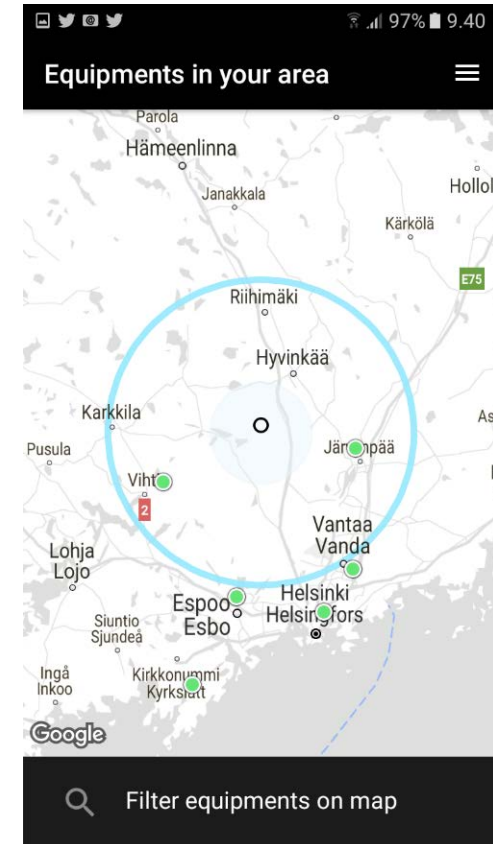 97% 9.40
Equipments in your area
Parola
Hämeenlinna
Janakkala
Hollol
Kärkölä
E75
Riihimäki
Hyvinkää
Karkkila
As
Pusula
Vihti
2
Vantaa
Vanda
Lohja
Lojo
Espoo
Esbo
Helsinki
Helsingfors
Siuntio
Sjundeå
Ingå
Inkoo
Kirkkonummi
Kyrkslätt
Google
Filter equipments on map